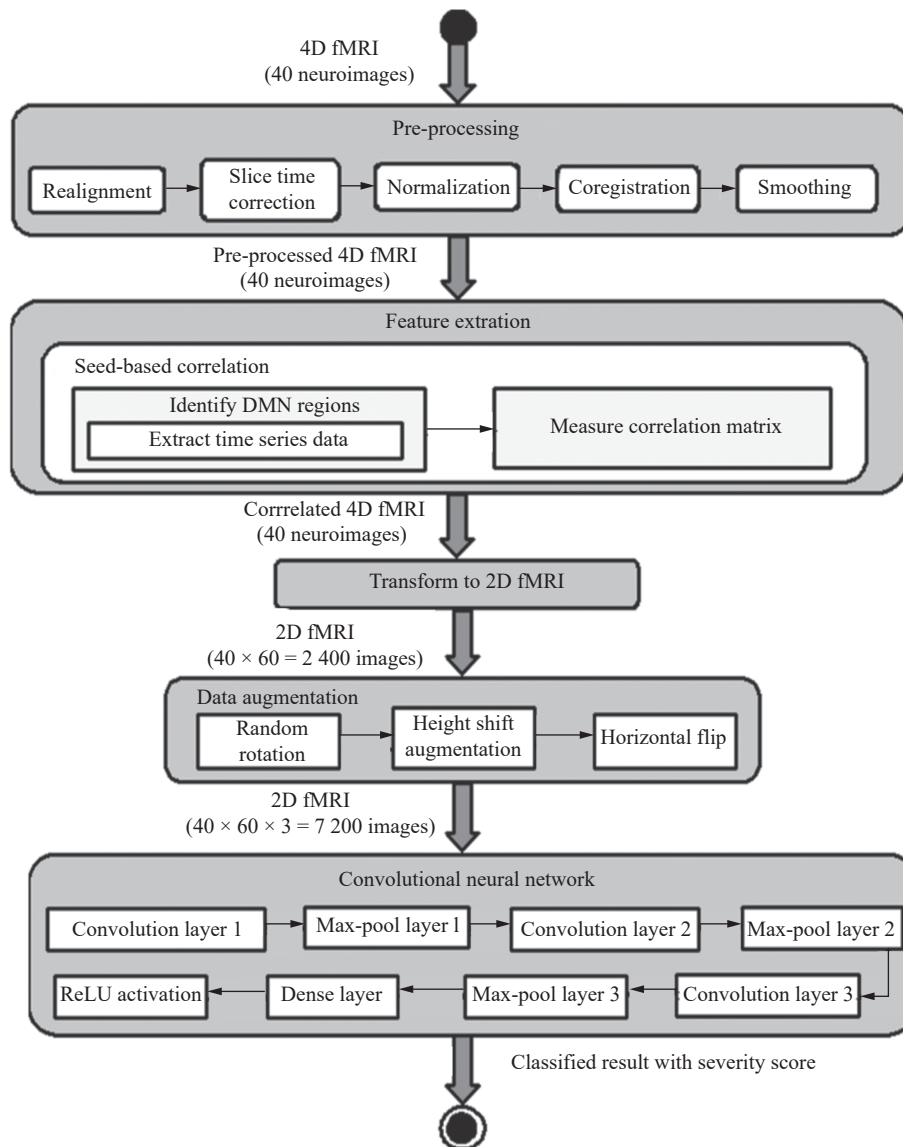 4D fMRI
(40 neuroimages)
Pre-processing
Realignment
Slice time
correction
Normalization
Coregistration
Smoothing
Pre-processed 4D fMRI
(40 neuroimages)
Feature extration
Seed-based correlation
Identify DMN regions
Extract time series data
Measure correlation matrix
Corrrelated 4D fMRI
(40 neuroimages)
Transform to 2D fMRI
2D fMRI
(40 × 60 = 2 400 images)
Data augmentation
Random
rotation
Height shift
augmentation
Horizontal flip
2D fMRI
(40 × 60 × 3 = 7 200 images)
Convolutional neural network
Convolution layer 1
Max-pool layer 1
Convolution layer 2
Max-pool layer 2
Convolution layer 3
Max-pool layer 3
Dense layer
ReLU activation
Classified result with severity score